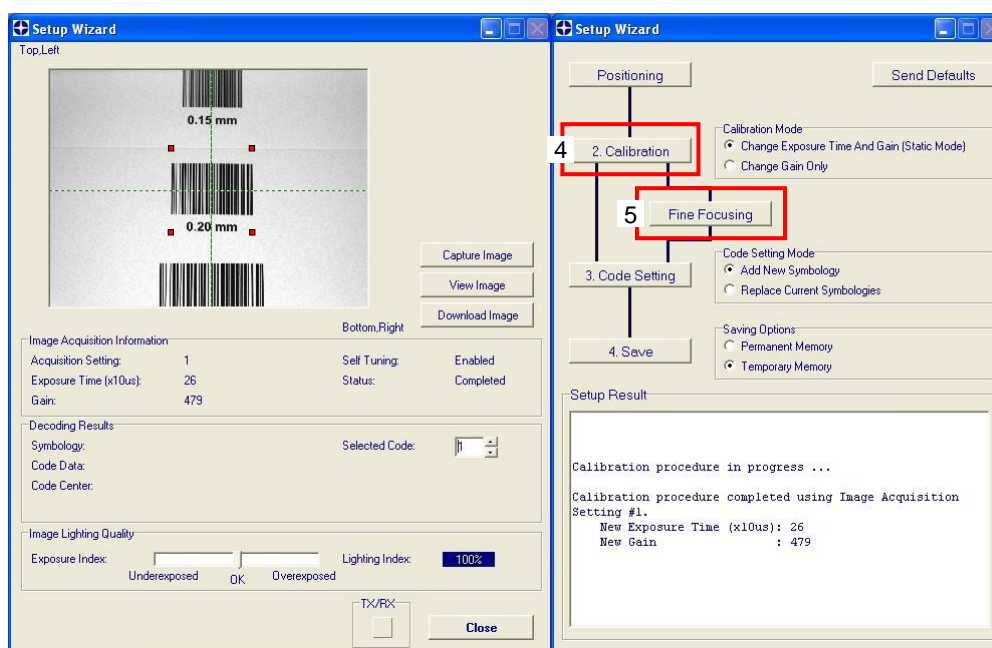 Setup Wizard
Top,Left
0.15 mm
0.20 mm
Capture Image
View Image
Download Image
Bottom,Right
Image Acquisition Information
Acquisition Setting: 1 Self Tuning: Enabled
Exposure Time (x10us): 26 Status: Completed
Gain: 479
Decoding Results
Symbology: Selected Code: 1
Code Data:
Code Center:
Image Lighting Quality
Exposure Index: Lighting Index: 100%
Underexposed OK Overexposed
TX/RX
Close
Setup Wizard
Positioning Send Defaults
Calibration Mode
4 2. Calibration Change Exposure Time And Gain (Static Mode)
Change Gain Only
5 Fine Focusing
Code Setting Mode
3. Code Setting Add New Symbology
Replace Current Symbologies
Saving Options
4. Save Permanent Memory
Temporary Memory
Setup Result
Calibration procedure in progress ...
Calibration procedure completed using Image Acquisition
Setting #1.
New Exposure Time (x10us): 26
New Gain : 479